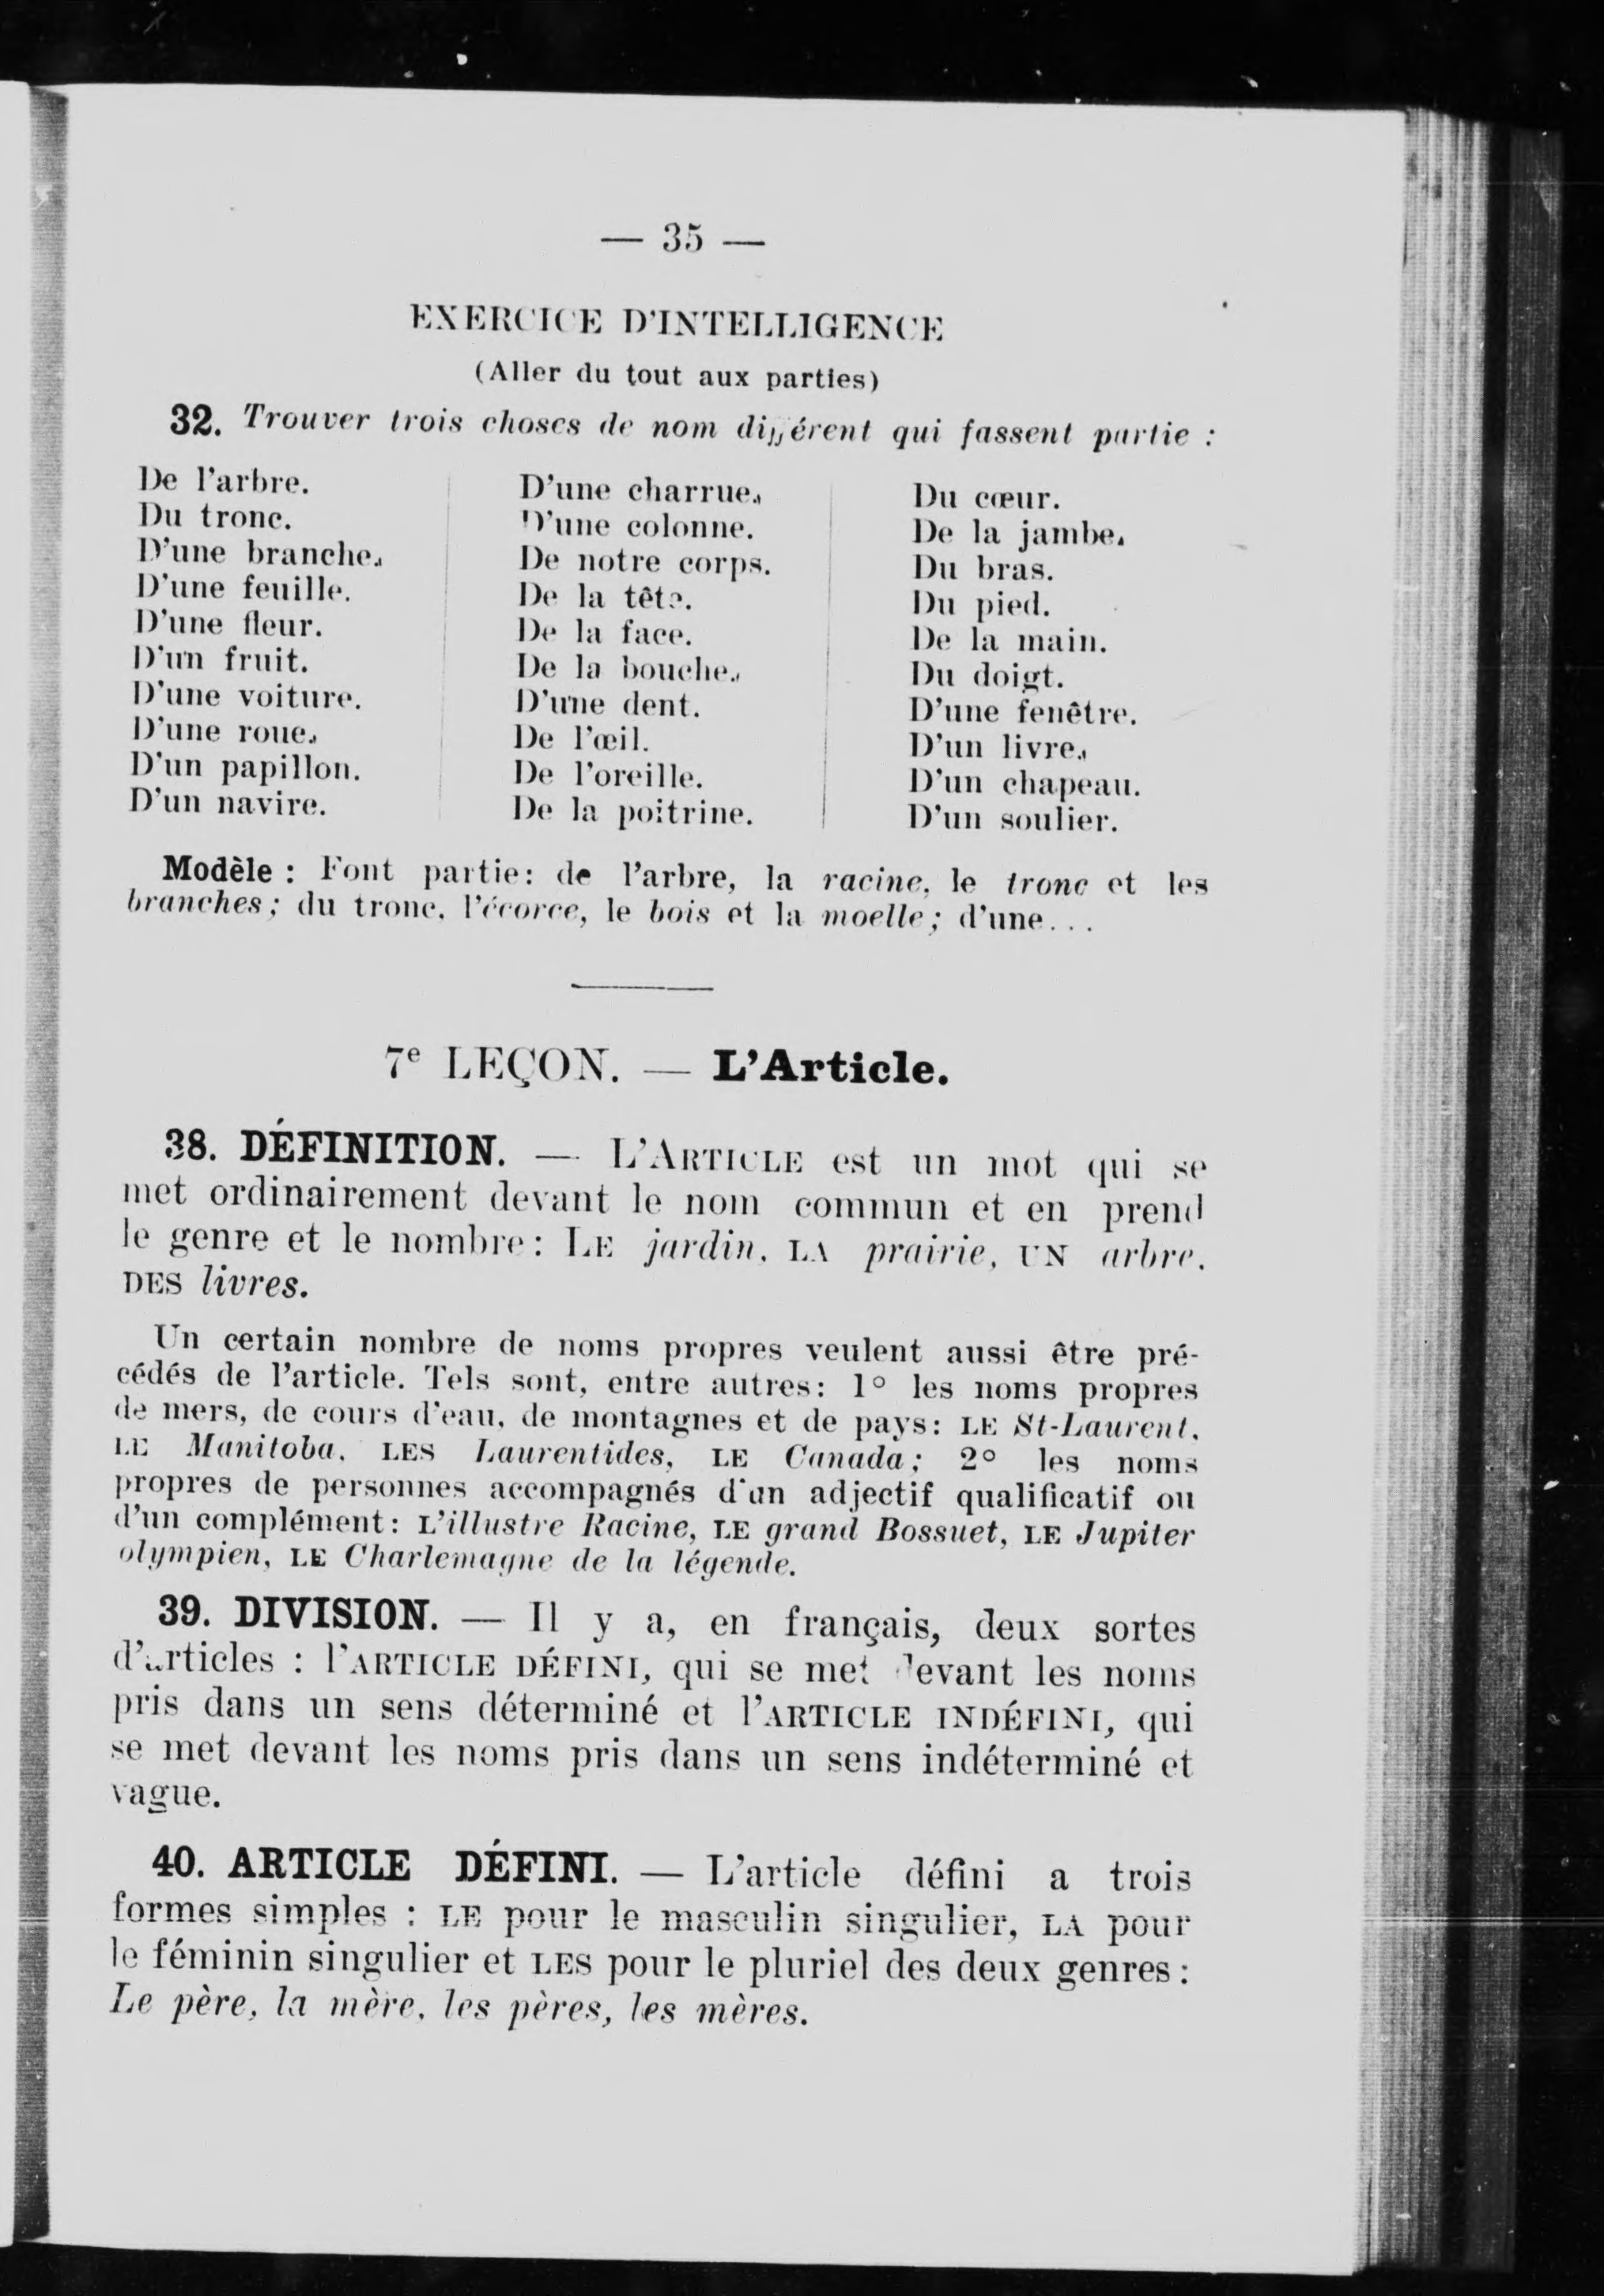 — 35 —
EXERCICE D'INTELLIGENCE
(Aller du tout aux parties)
32. Trouver trois choses de nom différent qui fassent partie :
De l'arbre.
Du tronc.
D'une branche.
D'une feuille.
D'une fleur.
D'un fruit.
D'une voiture.
D'une roue.
D'un papillon.
D'un navire.
D'une charrue.
D'une colonne.
De notre corps.
De la tête.
De la face.
De la bouche.
D'une dent.
De l'œil.
De l'oreille.
De la poitrine.
Du cœur.
De la jambe.
Du bras.
Du pied.
De la main.
Du doigt.
D'une fenêtre.
D'un livre.
D'un chapeau.
D'un soulier.
Modèle : Font partie: de l'arbre, la racine, le tronc et les
branches; du tronc, l'écorce, le bois et la moelle; d'une...
7e LEÇON. — L'Article.
38. DÉFINITION. — L'ARTICLE est un mot qui se
met ordinairement devant le nom commun et en prend
le genre et le nombre: LE jardin, LA prairie, UN arbre.
DES livres.
Un certain nombre de noms propres veulent aussi être pré-
cédés de l'article. Tels sont, entre autres: 1° les noms propres
de mers, de cours d'eau, de montagnes et de pays: LE St-Laurent,
LE Manitoba, LES Laurentides, LE Canada; 2° les noms
propres de personnes accompagnés d'un adjectif qualificatif ou
d'un complément: L'illustre Racine, LE grand Bossuet, LE Jupiter
olympien, LE Charlemagne de la légende.
39. DIVISION. — Il y a, en français, deux sortes
d'articles : l'ARTICLE DÉFINI, qui se met devant les noms
pris dans un sens déterminé et l'ARTICLE INDÉFINI, qui
se met devant les noms pris dans un sens indéterminé et
vague.
40. ARTICLE DÉFINI. — L'article défini a trois
formes simples : LE pour le masculin singulier, LA pour
le féminin singulier et LES pour le pluriel des deux genres :
Le père, la mère, les pères, les mères.